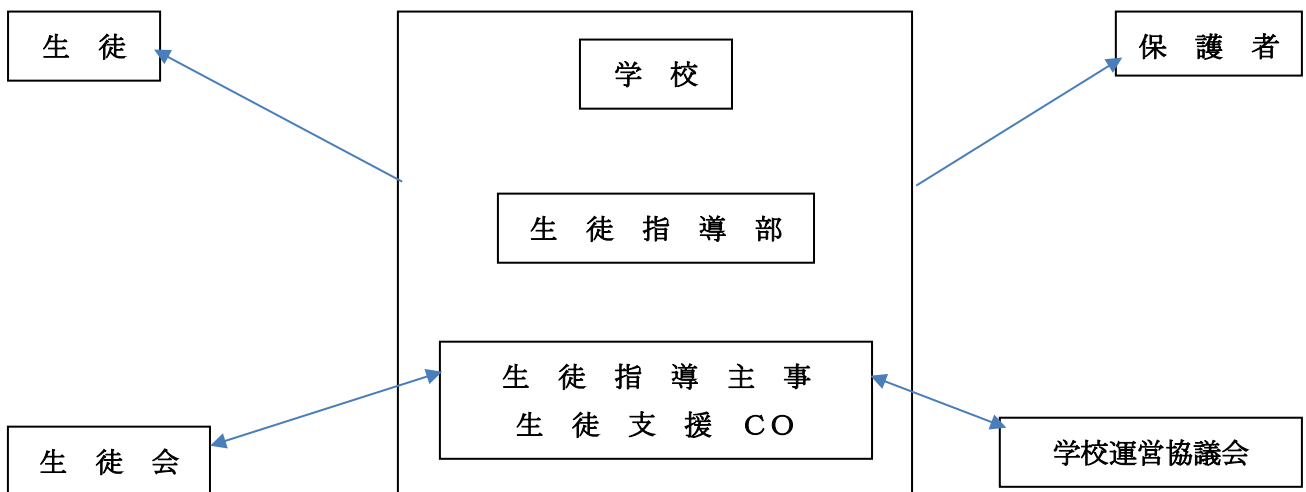 生 徒
学 校
保 護 者
生 徒 指 導 部
生 徒 指 導 主 事
生 徒 支 援 CO
生 徒 会
学校運営協議会